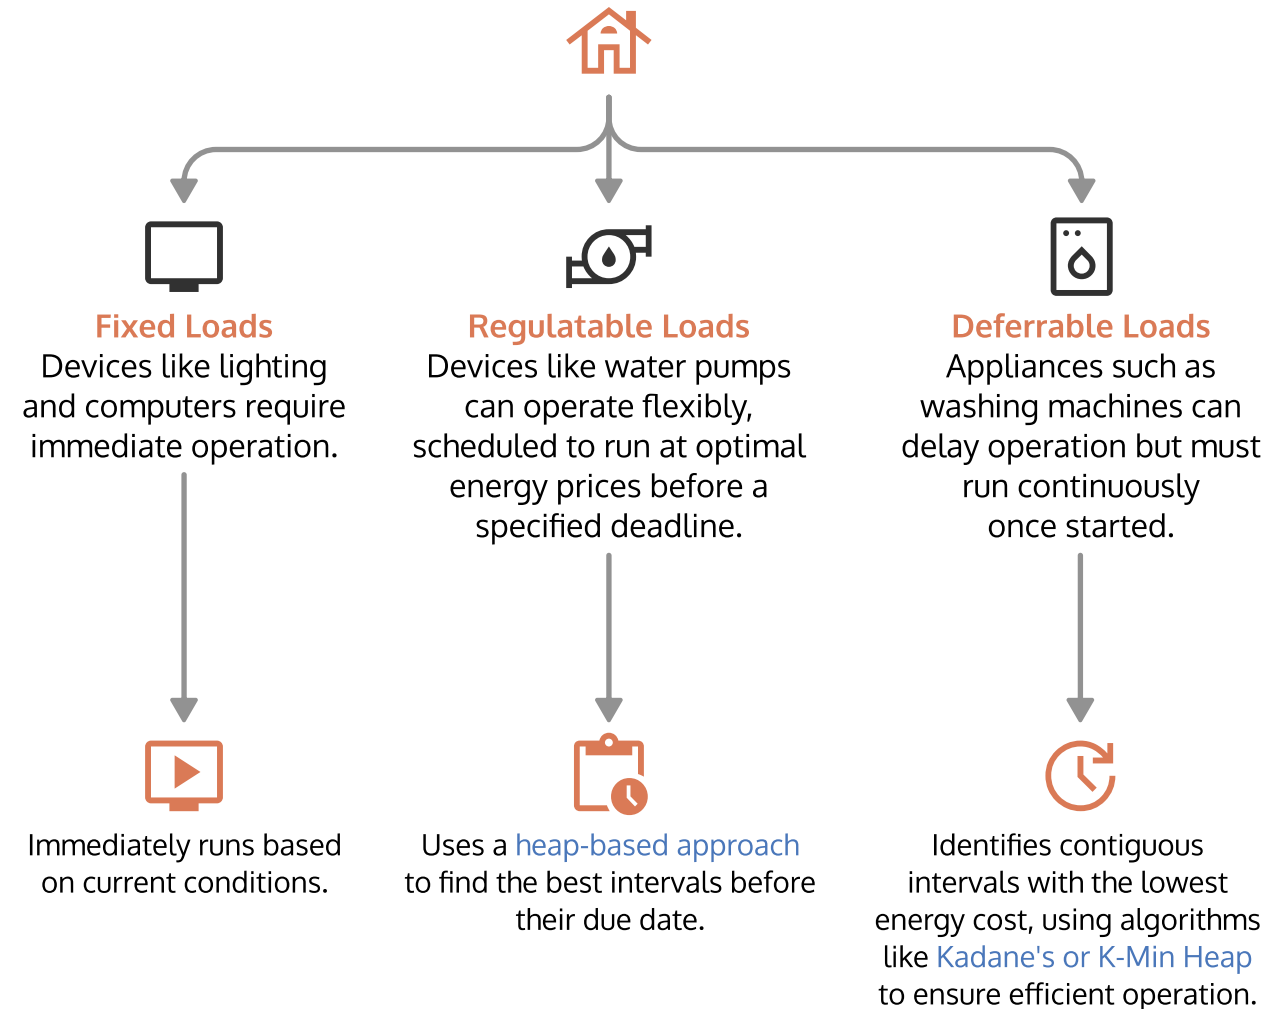 Fixed Loads
Devices like lighting
and computers require
immediate operation.
Regulatable Loads
Devices like water pumps
can operate flexibly,
scheduled to run at optimal
energy prices before a
specified deadline.
Deferrable Loads
Appliances such as
washing machines can
delay operation but must
run continuously
once started.
Immediately runs based
on current conditions.
Uses a heap-based approach
to find the best intervals before
their due date.
Identifies contiguous
intervals with the lowest
energy cost, using algorithms
like Kadane's or K-Min Heap
to ensure efficient operation.